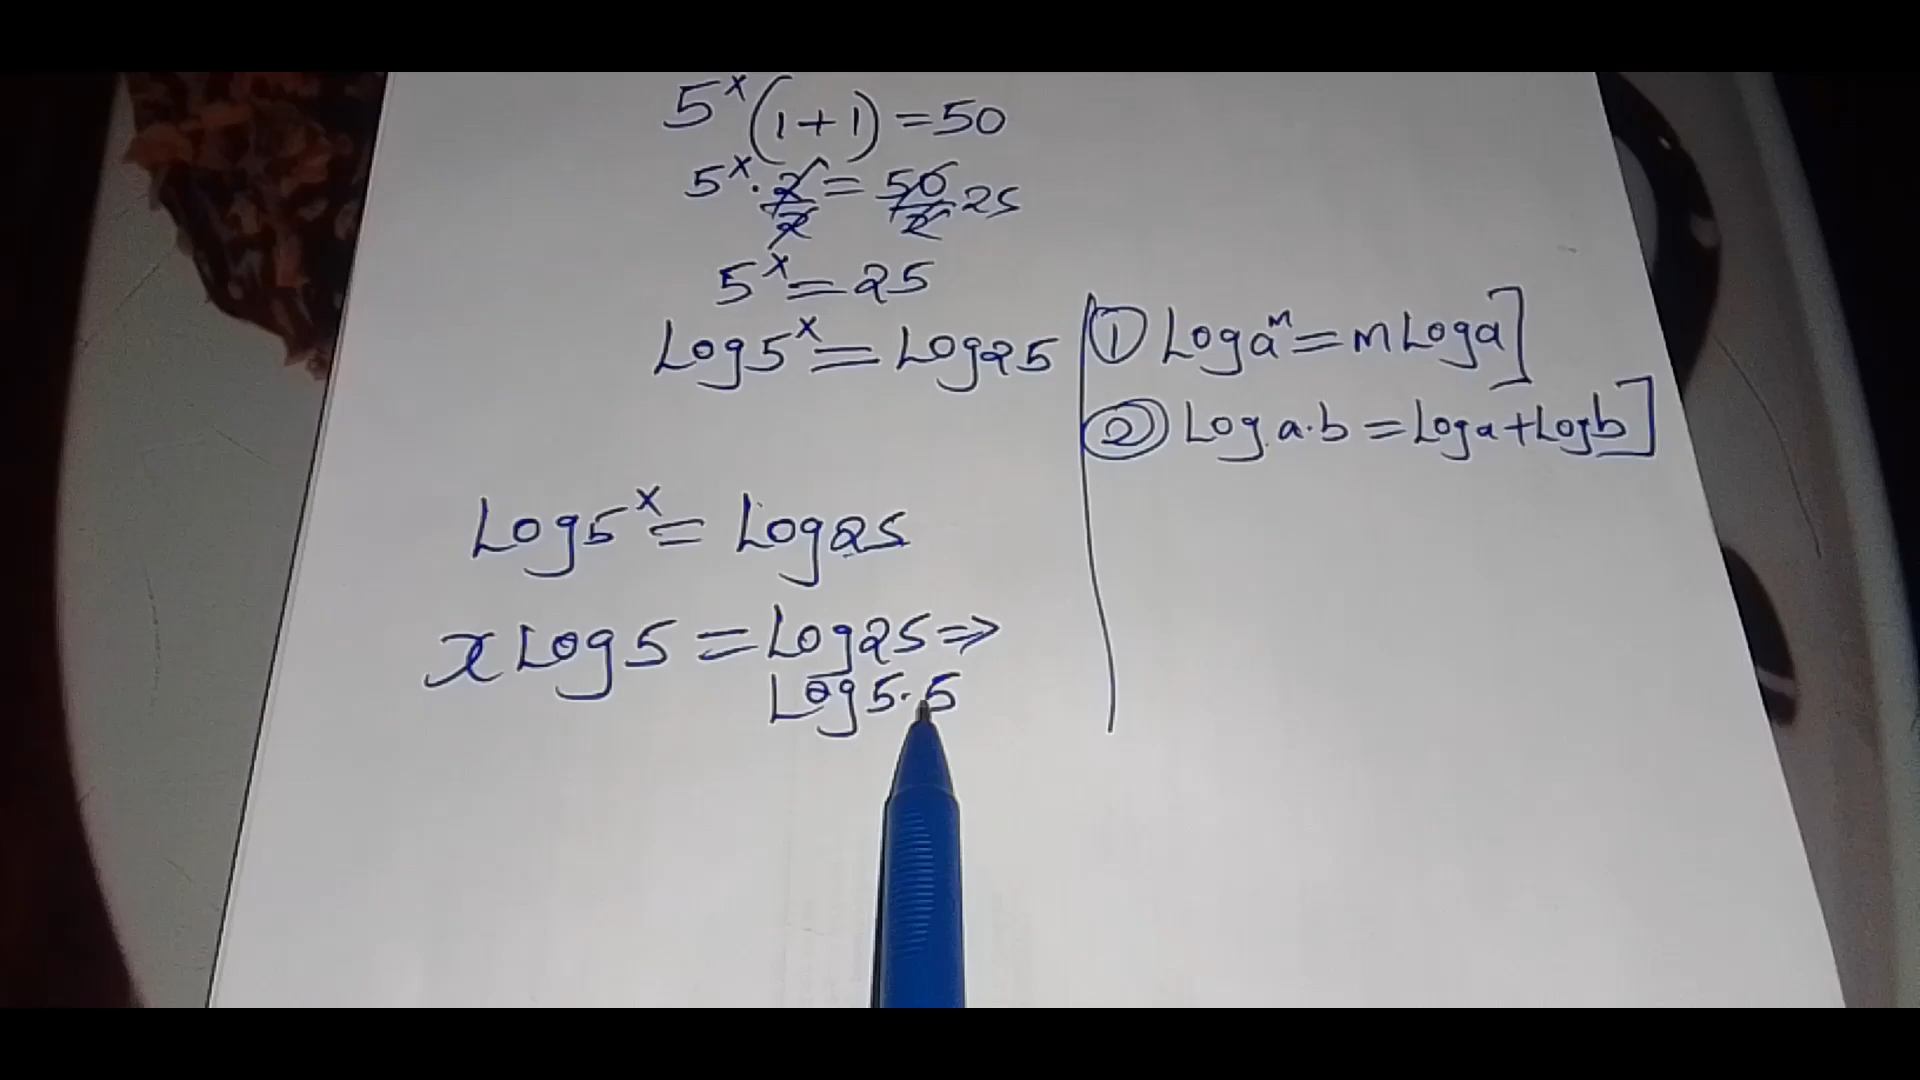 5^x(1+1)=50
5^x·2/2=50/2 25
5^x=25
Log5^x=Log25
① Loga^m=mLoga]
② Log a·b=Loga+Logb]
Log5^x=Log25
xLog5=Log25⇒
Log5·5